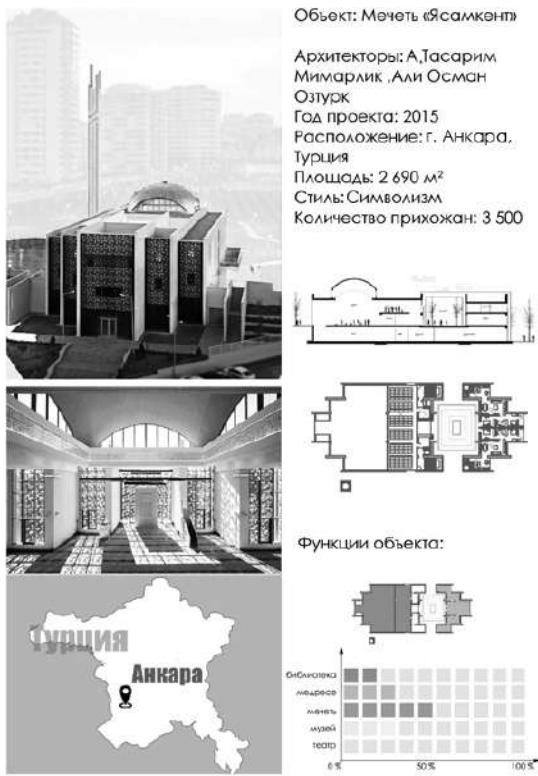 Объект: Мечеть «Ясамкент»
Архитекторы: А,Тасарим
Мимарлик ,Али Осман
Озтурк
Год проекта: 2015
Расположение: г. Анкара,
Турция
Площадь: 2 690 м²
Стиль: Символизм
Количество прихожан: 3 500
Функции объекта:
Турция
Анкара
библиотека
медресе
мечеть
музей
театр
0 %
50 %
100 %